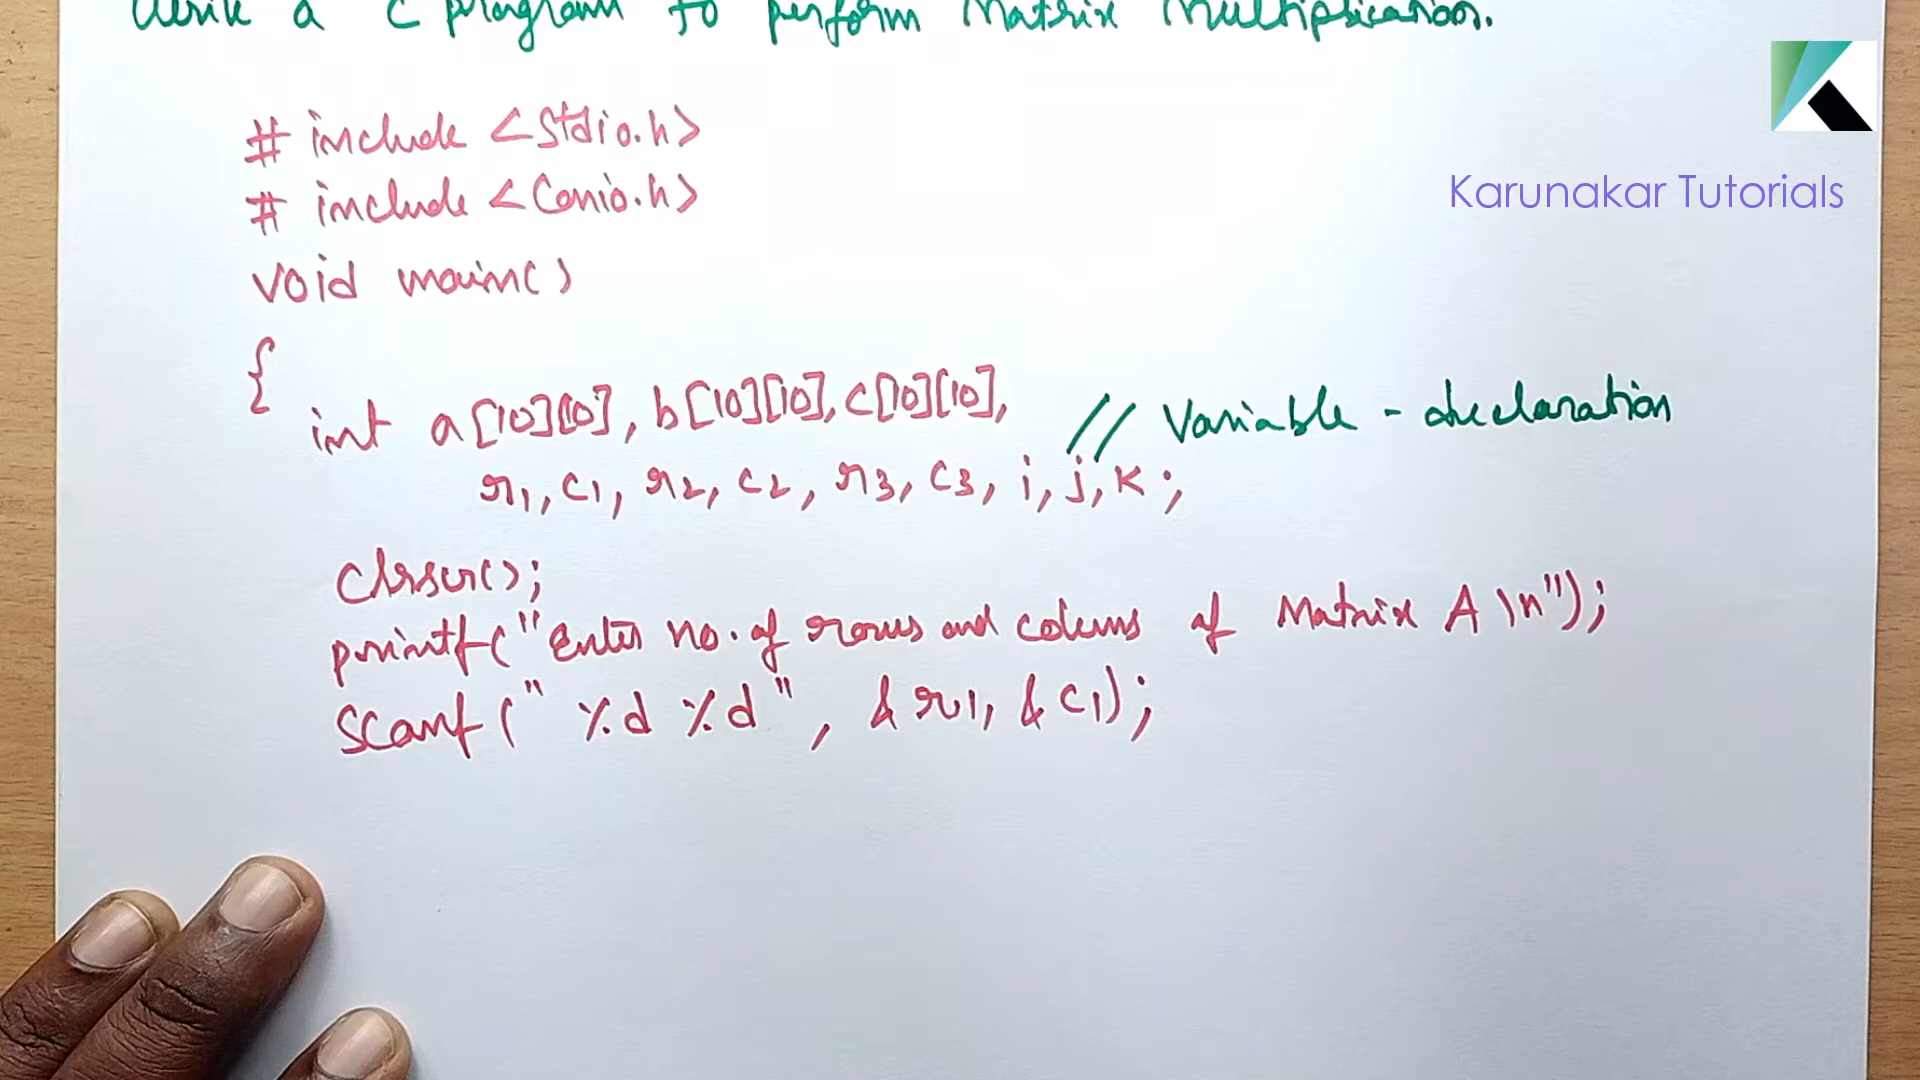 Write a C program to perform Matrix Multiplication.
# include <stdio.h>
# include <conio.h>
void main()
{
int a[10][10], b[10][10], c[10][10], // Variable - declaration
r1, c1, r2, c2, r3, c3, i, j, k;
clrscr();
printf("Enter no. of rows and colums of Matrix A \n");
scanf(" %d %d", &r1, &c1);
Karunakar Tutorials